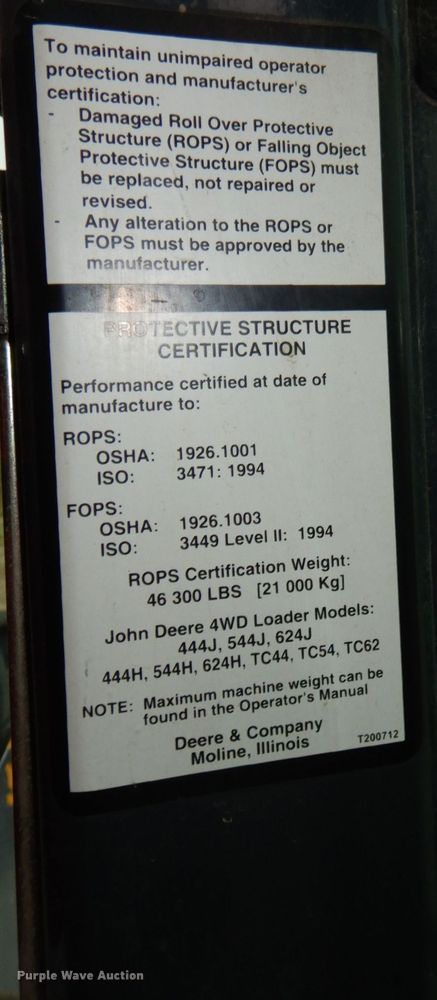 To maintain unimpaired operator
protection and manufacturer's
certification:
- Damaged Roll Over Protective
Structure (ROPS) or Falling Object
Protective Structure (FOPS) must
be replaced, not repaired or
revised.
- Any alteration to the ROPS or
FOPS must be approved by the
manufacturer.
PROTECTIVE STRUCTURE
CERTIFICATION
Performance certified at date of
manufacture to:
ROPS:
OSHA: 1926.1001
ISO: 3471: 1994
FOPS:
OSHA: 1926.1003
ISO: 3449 Level II: 1994
ROPS Certification Weight:
46 300 LBS [21 000 Kg]
John Deere 4WD Loader Models:
444J, 544J, 624J
444H, 544H, 624H, TC44, TC54, TC62
NOTE: Maximum machine weight can be
found in the Operator's Manual
Deere & Company
Moline, Illinois
T200712
Purple Wave Auction